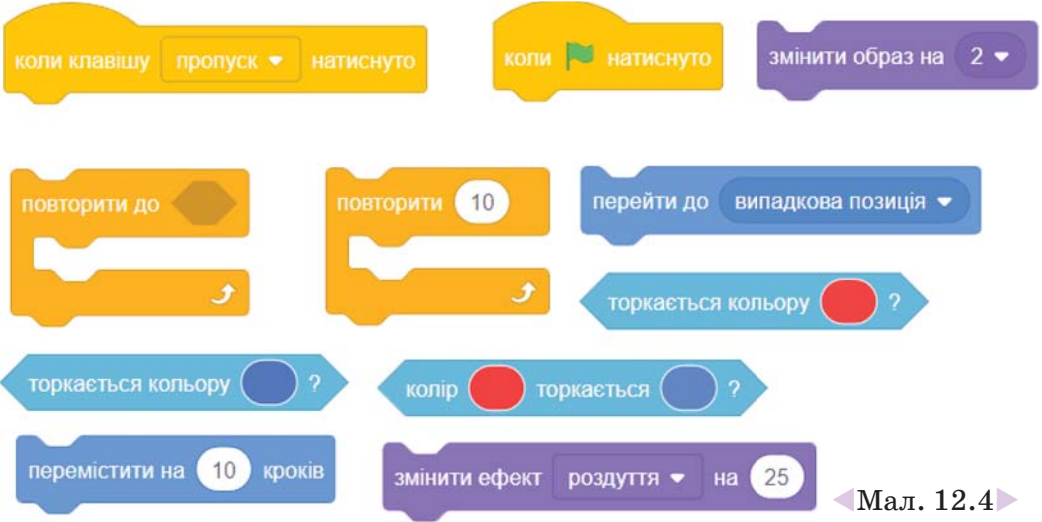 коли клавішу пропуск натиснуто
коли натиснуто
змінити образ на 2
повторити до
повторити 10
перейти до випадкова позиція
торкається кольору ?
торкається кольору ?
колір торкається ?
перемістити на 10 кроків
змінити ефект роздуття на 25
Мал. 12.4